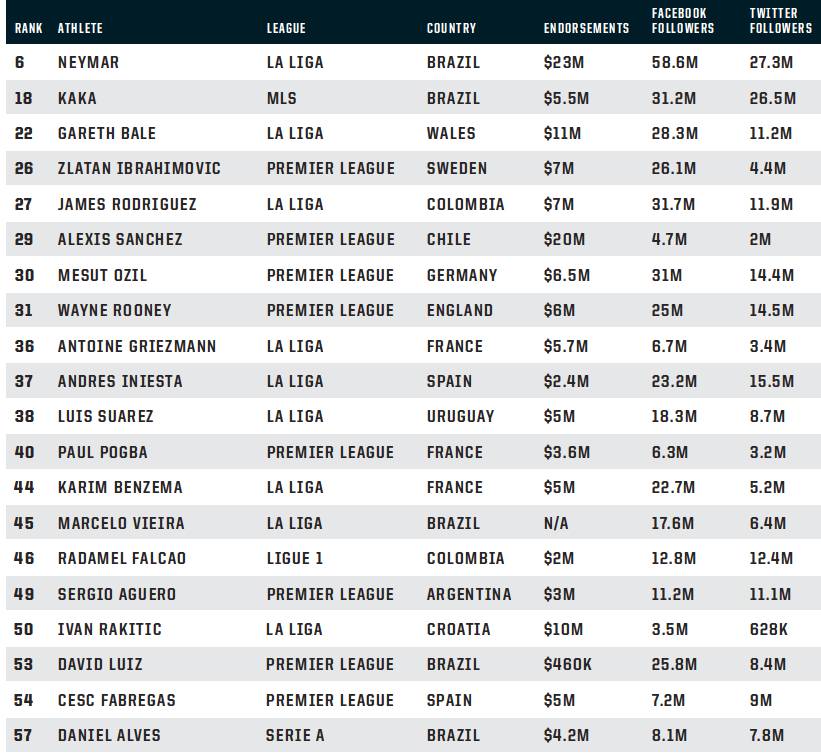 RANK ATHLETE LEAGUE COUNTRY ENDORSEMENTS FACEBOOK FOLLOWERS TWITTER FOLLOWERS
6 NEYMAR LA LIGA BRAZIL $23M 58.6M 27.3M
18 KAKA MLS BRAZIL $5.5M 31.2M 26.5M
22 GARETH BALE LA LIGA WALES $11M 28.3M 11.2M
26 ZLATAN IBRAHIMOVIC PREMIER LEAGUE SWEDEN $7M 26.1M 4.4M
27 JAMES RODRIGUEZ LA LIGA COLOMBIA $7M 31.7M 11.9M
29 ALEXIS SANCHEZ PREMIER LEAGUE CHILE $20M 4.7M 2M
30 MESUT OZIL PREMIER LEAGUE GERMANY $6.5M 31M 14.4M
31 WAYNE ROONEY PREMIER LEAGUE ENGLAND $6M 25M 14.5M
36 ANTOINE GRIEZMANN LA LIGA FRANCE $5.7M 6.7M 3.4M
37 ANDRES INIESTA LA LIGA SPAIN $2.4M 23.2M 15.5M
38 LUIS SUAREZ LA LIGA URUGUAY $5M 18.3M 8.7M
40 PAUL POGBA PREMIER LEAGUE FRANCE $3.6M 6.3M 3.2M
44 KARIM BENZEMA LA LIGA FRANCE $5M 22.7M 5.2M
45 MARCELO VIEIRA LA LIGA BRAZIL N/A 17.6M 6.4M
46 RADAMEL FALCAO LIGUE 1 COLOMBIA $2M 12.8M 12.4M
49 SERGIO AGUERO PREMIER LEAGUE ARGENTINA $3M 11.2M 11.1M
50 IVAN RAKITIC LA LIGA CROATIA $10M 3.5M 628K
53 DAVID LUIZ PREMIER LEAGUE BRAZIL $460K 25.8M 8.4M
54 CESC FABREGAS PREMIER LEAGUE SPAIN $5M 7.2M 9M
57 DANIEL ALVES SERIE A BRAZIL $4.2M 8.1M 7.8M